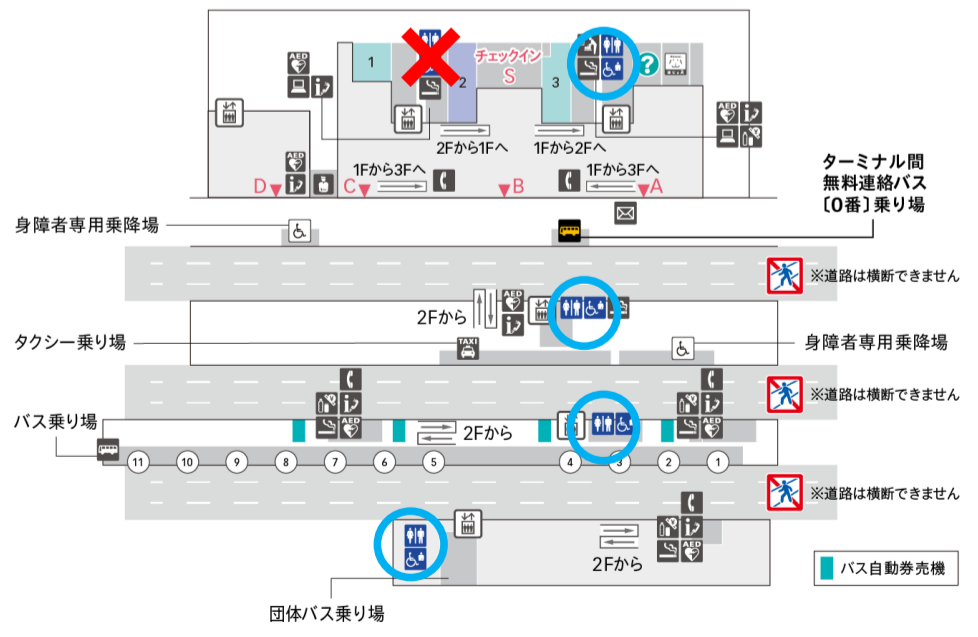 AED
1
2
チェックイン
S
3
?
AED
2Fから1Fへ
1Fから2Fへ
AED
1Fから3Fへ
1Fから3Fへ
D
C
B
A
ターミナル間
無料連絡バス
〔0番〕乗り場
身障者専用乗降場
※道路は横断できません
2Fから
AED
タクシー乗り場
TAXI
身障者専用乗降場
※道路は横断できません
バス乗り場
AED
2Fから
AED
11
10
9
8
7
6
5
4
3
2
1
※道路は横断できません
2Fから
AED
バス自動券売機
団体バス乗り場